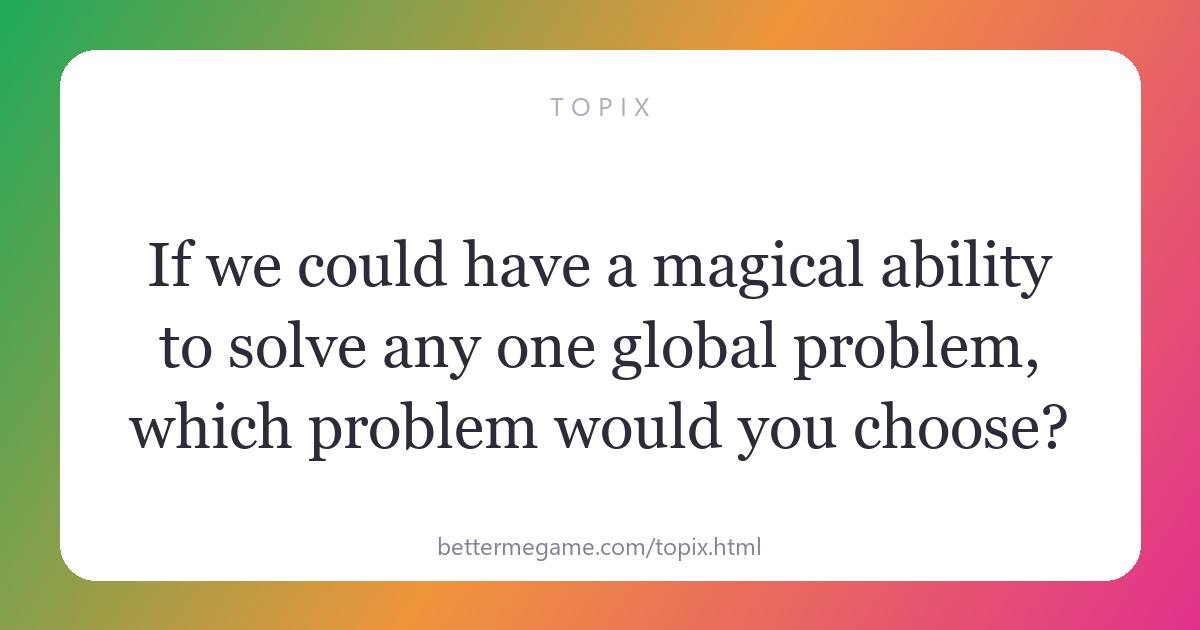 TOPIX
If we could have a magical ability
to solve any one global problem,
which problem would you choose?
bettermegame.com/topix.html